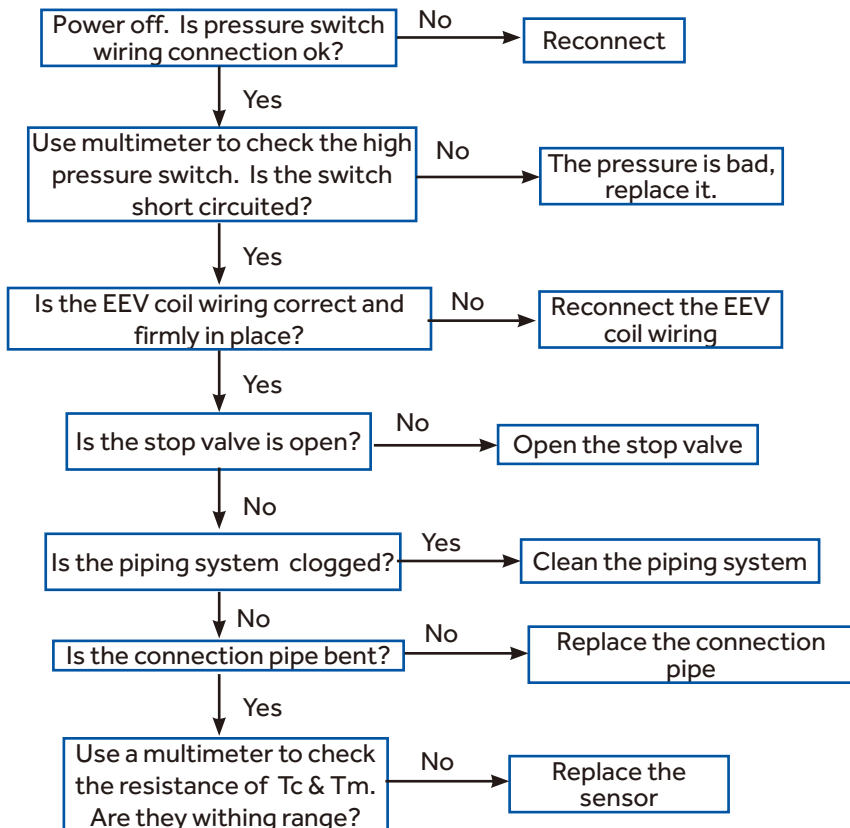 Power off. Is pressure switch
wiring connection ok?
No
Reconnect
Yes
Use multimeter to check the high
pressure switch. Is the switch
short circuited?
No
The pressure is bad,
replace it.
Yes
Is the EEV coil wiring correct and
firmly in place?
No
Reconnect the EEV
coil wiring
Yes
Is the stop valve is open?
No
Open the stop valve
No
Is the piping system clogged?
Yes
Clean the piping system
No
Is the connection pipe bent?
No
Replace the connection
pipe
Yes
Use a multimeter to check
the resistance of Tc & Tm.
Are they withing range?
No
Replace the
sensor